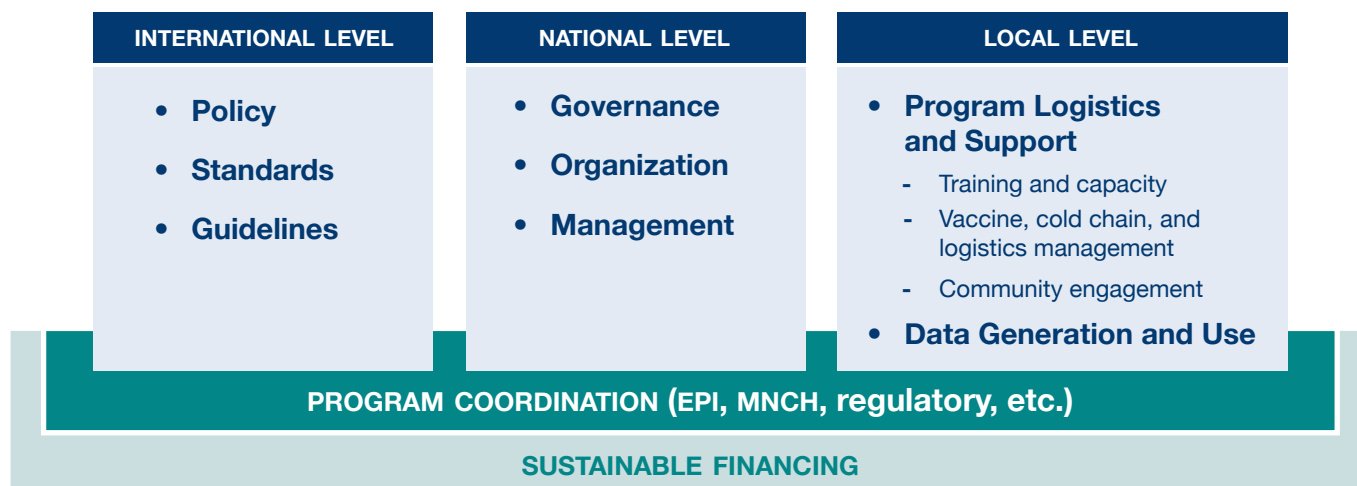 INTERNATIONAL LEVEL
• Policy
• Standards
• Guidelines
NATIONAL LEVEL
• Governance
• Organization
• Management
LOCAL LEVEL
• Program Logistics
and Support
- Training and capacity
- Vaccine, cold chain, and
logistics management
- Community engagement
• Data Generation and Use
PROGRAM COORDINATION (EPI, MNCH, regulatory, etc.)
SUSTAINABLE FINANCING